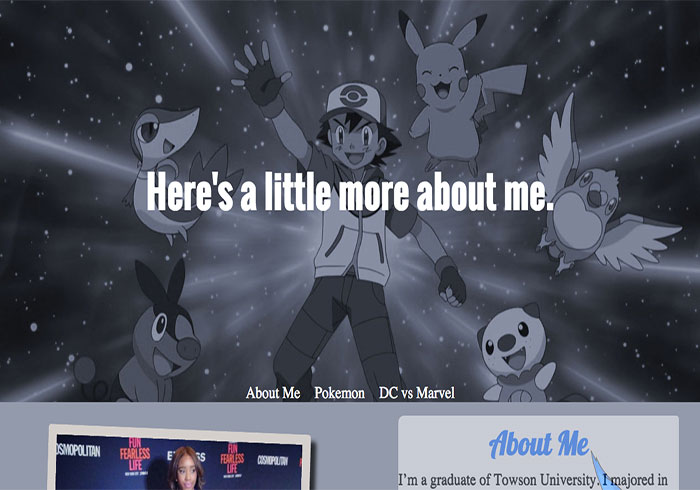 Here's a little more about me.
About Me Pokemon DC vs Marvel
About Me
I'm a graduate of Towson University. I majored in
OSMOPOLITAN
FUN
FEARLESS
LIFE
E SS
FUN
FEARLESS
LIFE
COSMOPOLITAN